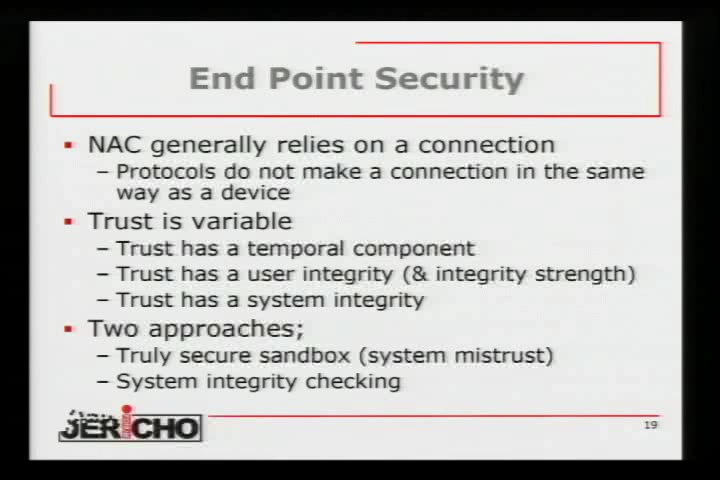 End Point Security
▪ NAC generally relies on a connection
– Protocols do not make a connection in the same
way as a device
▪ Trust is variable
– Trust has a temporal component
– Trust has a user integrity (& integrity strength)
– Trust has a system integrity
▪ Two approaches;
– Truly secure sandbox (system mistrust)
– System integrity checking
JERiCHO
19